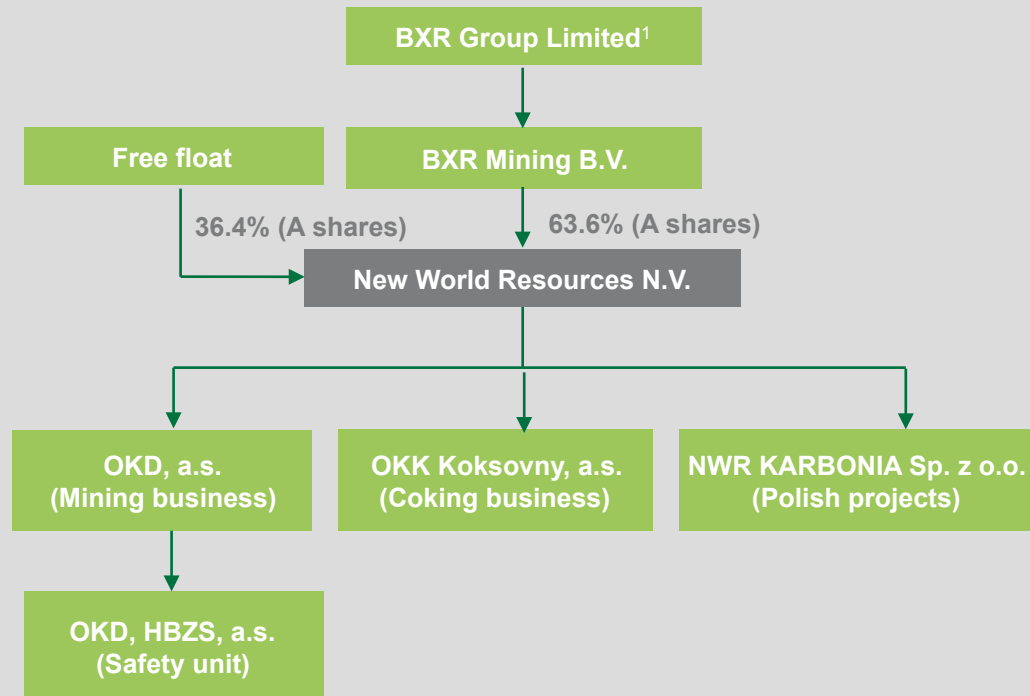 BXR Group Limited¹
Free float
BXR Mining B.V.
36.4% (A shares)
63.6% (A shares)
New World Resources N.V.
OKD, a.s.
(Mining business)
OKK Koksovny, a.s.
(Coking business)
NWR KARBONIA Sp. z o.o.
(Polish projects)
OKD, HBZS, a.s.
(Safety unit)